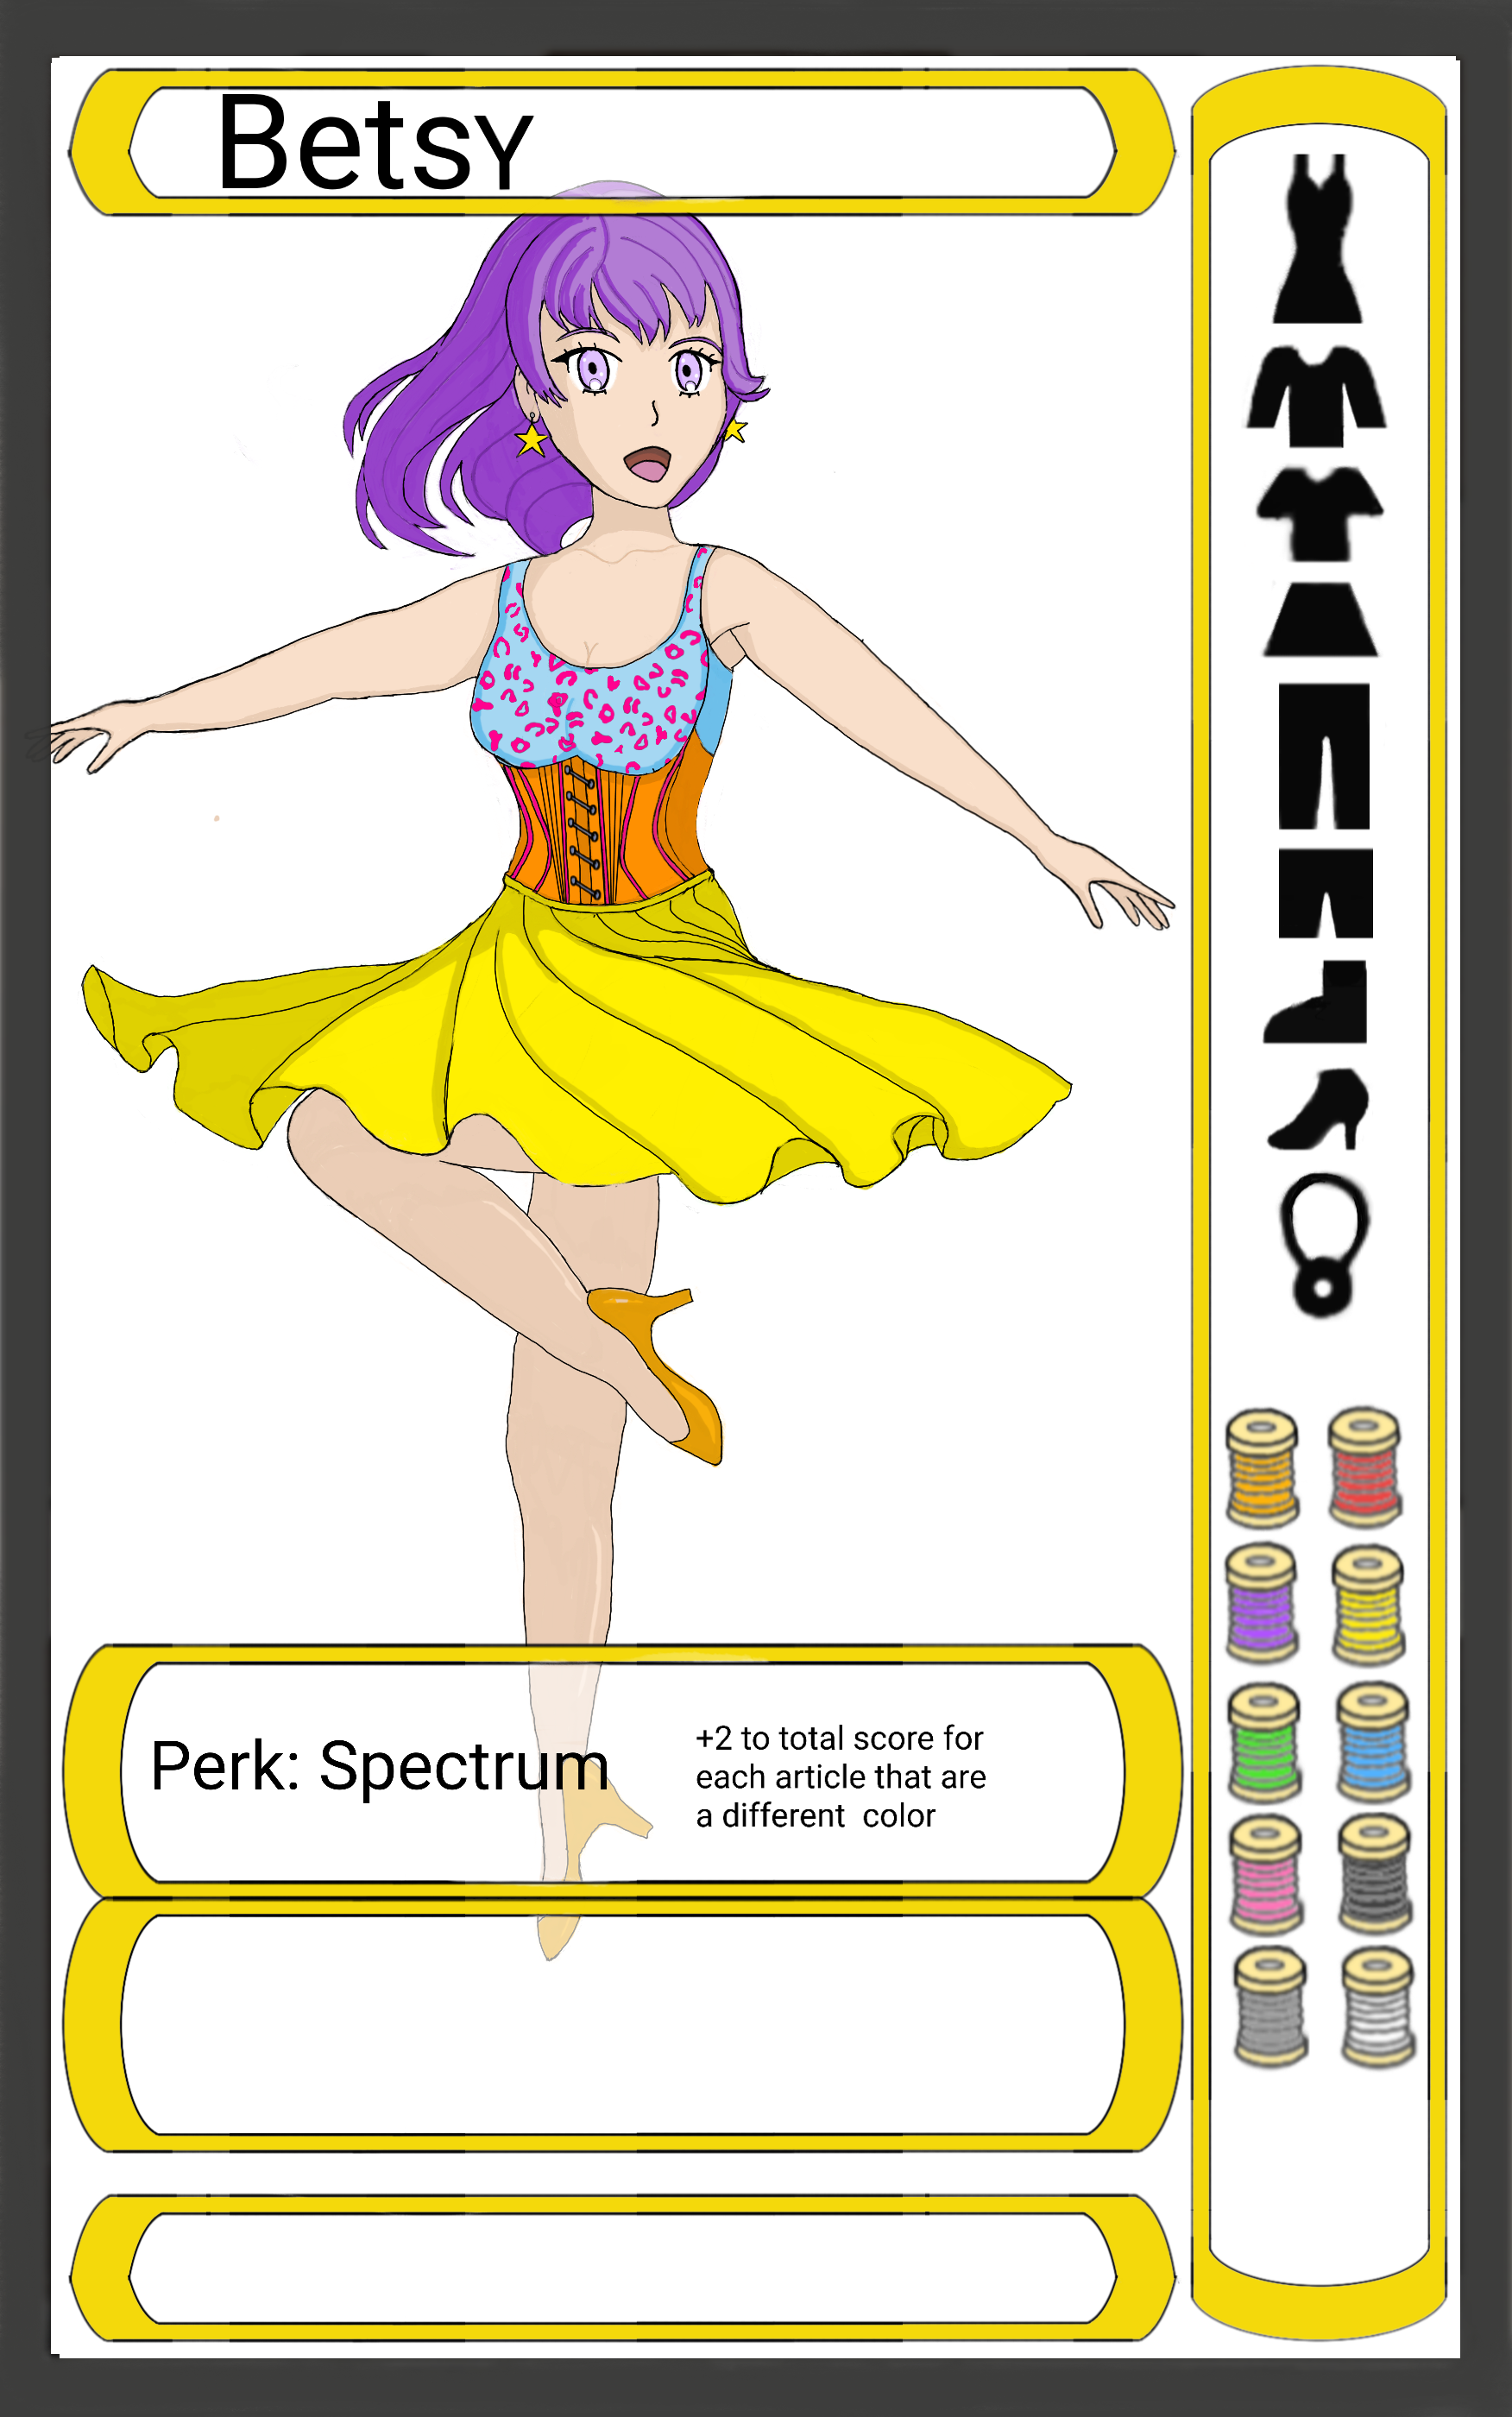 Betsy
Perk: Spectrum
+2 to total score for
each article that are
a different  color